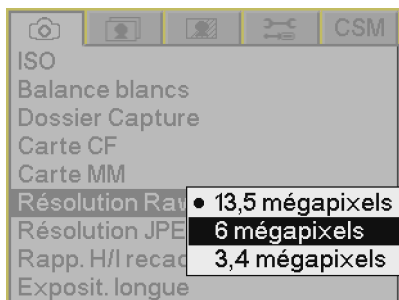 CSM
ISO
Balance blancs
Dossier Capture
Carte CF
Carte MM
Résolution Raw
13,5 mégapixels
Résolution JPE
6 mégapixels
Rapp. H/l recad
3,4 mégapixels
Exposit. longue